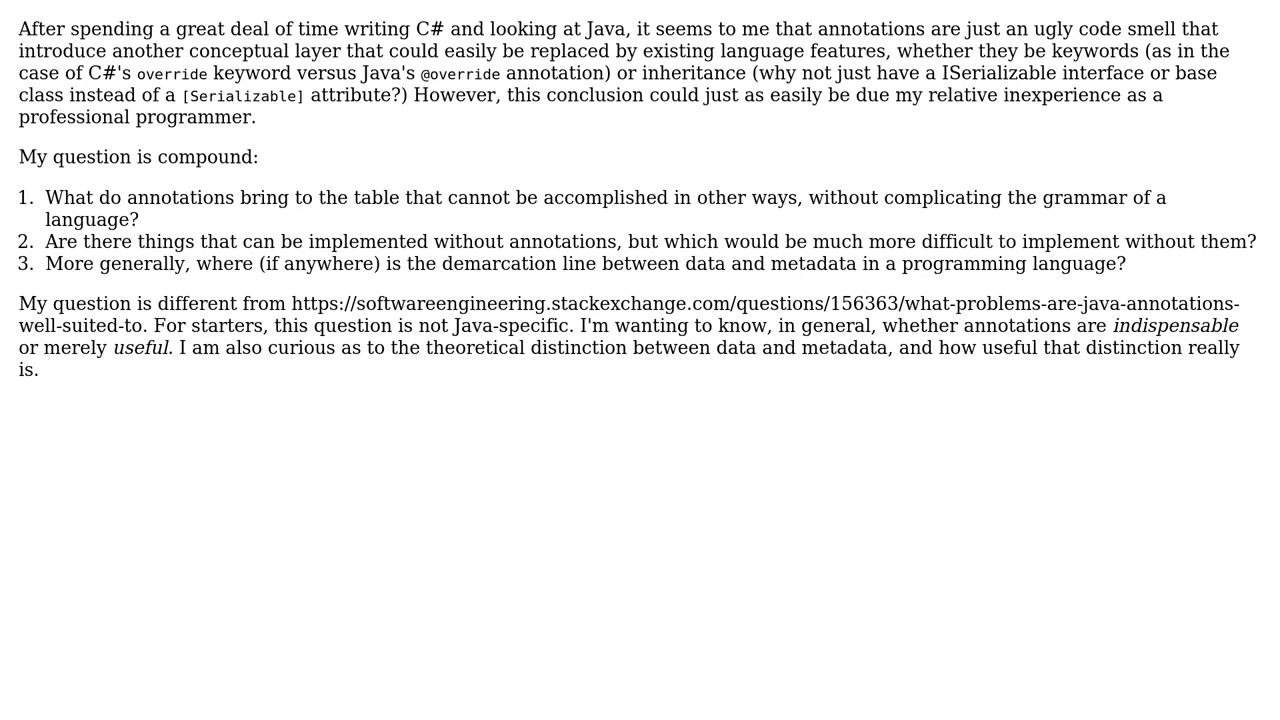 After spending a great deal of time writing C# and looking at Java, it seems to me that annotations are just an ugly code smell that
introduce another conceptual layer that could easily be replaced by existing language features, whether they be keywords (as in the
case of C#'s override keyword versus Java's @override annotation) or inheritance (why not just have a ISerializable interface or base
class instead of a [Serializable] attribute?) However, this conclusion could just as easily be due my relative inexperience as a
professional programmer.
My question is compound:
1. What do annotations bring to the table that cannot be accomplished in other ways, without complicating the grammar of a
language?
2. Are there things that can be implemented without annotations, but which would be much more difficult to implement without them?
3. More generally, where (if anywhere) is the demarcation line between data and metadata in a programming language?
My question is different from https://softwareengineering.stackexchange.com/questions/156363/what-problems-are-java-annotations-
well-suited-to. For starters, this question is not Java-specific. I'm wanting to know, in general, whether annotations are indispensable
or merely useful. I am also curious as to the theoretical distinction between data and metadata, and how useful that distinction really
is.